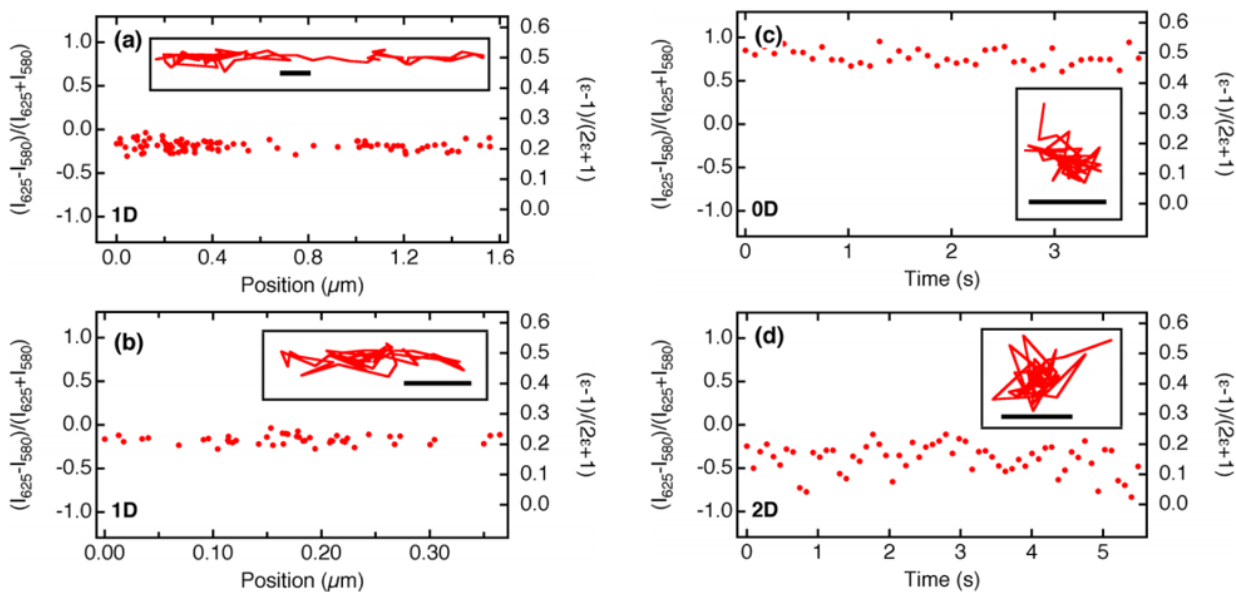 (a)
1D
1.0
0.5
0.0
-0.5
-1.0
(I625-I580)/(I625+I580)
0.6
0.5
0.4
0.3
0.2
0.1
0.0
(ε-1)/(2ε+1)
0.0 0.4 0.8 1.2 1.6
Position (µm)
(b)
1D
1.0
0.5
0.0
-0.5
-1.0
(I625-I580)/(I625+I580)
0.6
0.5
0.4
0.3
0.2
0.1
0.0
(ε-1)/(2ε+1)
0.00 0.10 0.20 0.30
Position (µm)
(c)
0D
1.0
0.5
0.0
-0.5
-1.0
(I625-I580)/(I625+I580)
0.6
0.5
0.4
0.3
0.2
0.1
0.0
(ε-1)/(2ε+1)
0 1 2 3
Time (s)
(d)
2D
1.0
0.5
0.0
-0.5
-1.0
(I625-I580)/(I625+I580)
0.6
0.5
0.4
0.3
0.2
0.1
0.0
(ε-1)/(2ε+1)
0 1 2 3 4 5
Time (s)